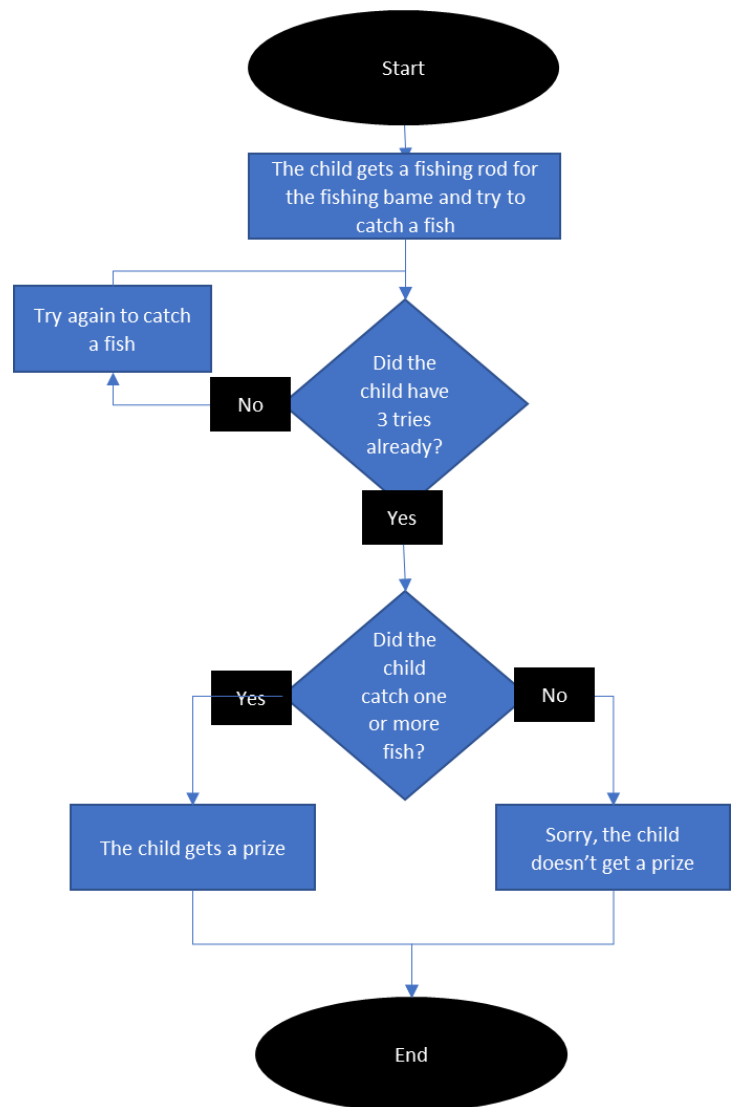 Start
The child gets a fishing rod for
the fishing bame and try to
catch a fish
Try again to catch
a fish
No
Did the
child have
3 tries
already?
Yes
Did the
child
catch one
or more
fish?
Yes
No
The child gets a prize
Sorry, the child
doesn’t get a prize
End